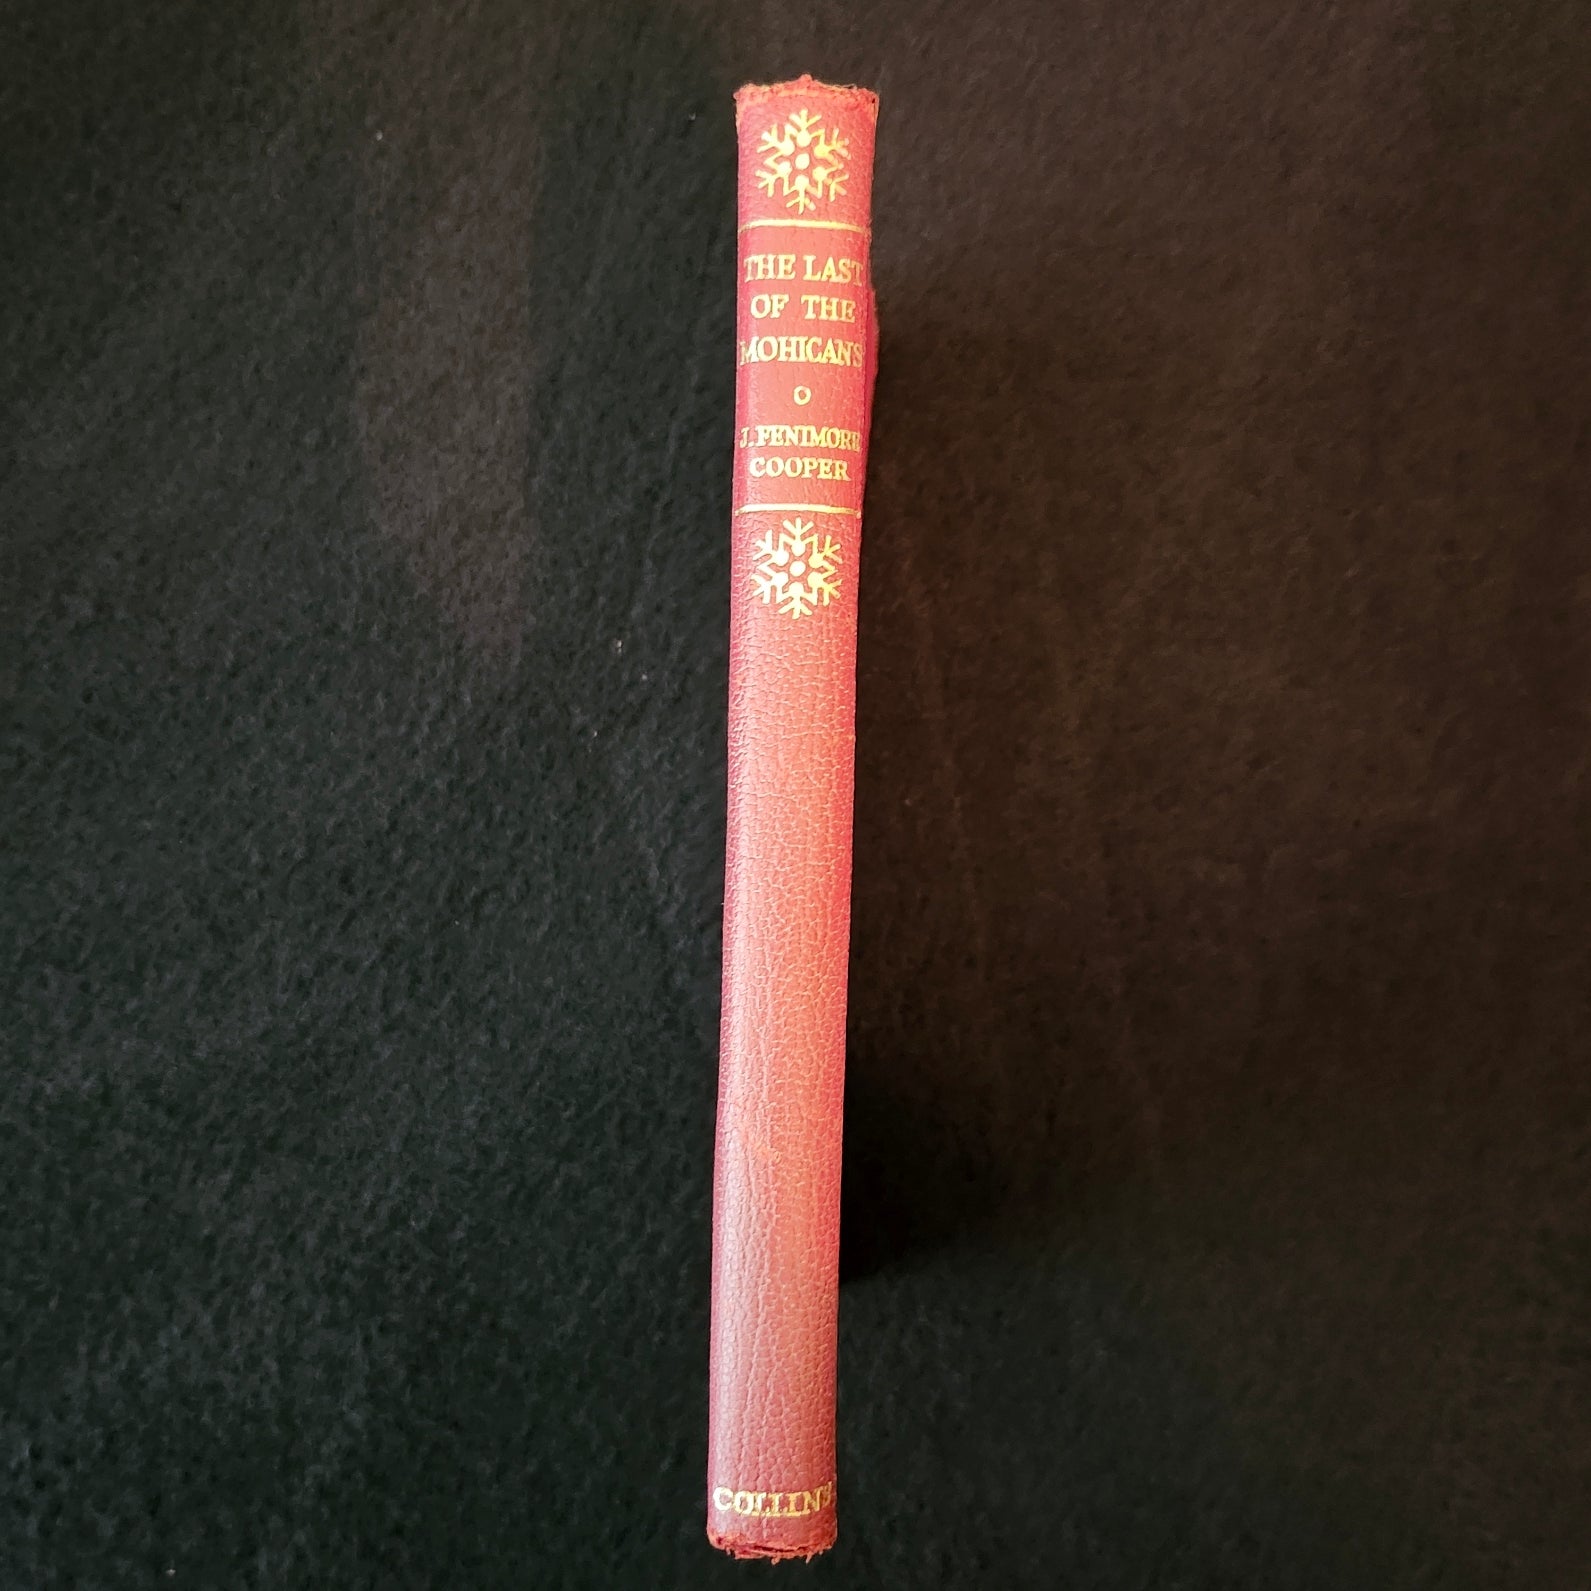 THE LAST
OF THE
MOHICANS
J. FENIMORE
COOPER
COLLINS